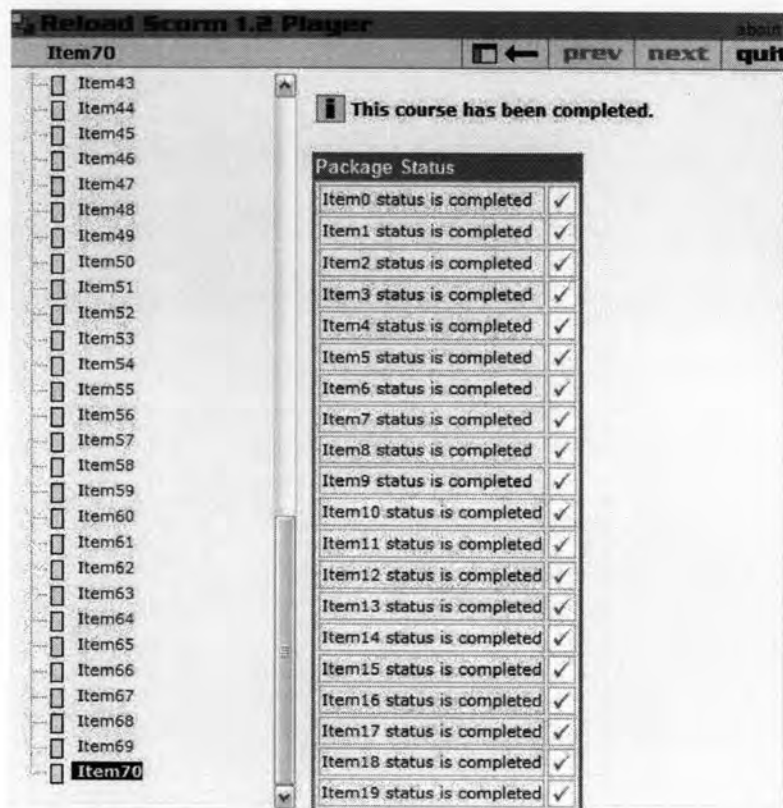 Reload Scorm 1.2 Player
about
Item70
prev
next
quit
Item43
Item44
Item45
Item46
Item47
Item48
Item49
Item50
Item51
Item52
Item53
Item54
Item55
Item56
Item57
Item58
Item59
Item60
Item61
Item62
Item63
Item64
Item65
Item66
Item67
Item68
Item69
Item70
i This course has been completed.
Package Status
Item0 status is completed ✓
Item1 status is completed ✓
Item2 status is completed ✓
Item3 status is completed ✓
Item4 status is completed ✓
Item5 status is completed ✓
Item6 status is completed ✓
Item7 status is completed ✓
Item8 status is completed ✓
Item9 status is completed ✓
Item10 status is completed ✓
Item11 status is completed ✓
Item12 status is completed ✓
Item13 status is completed ✓
Item14 status is completed ✓
Item15 status is completed ✓
Item16 status is completed ✓
Item17 status is completed ✓
Item18 status is completed ✓
Item19 status is completed ✓